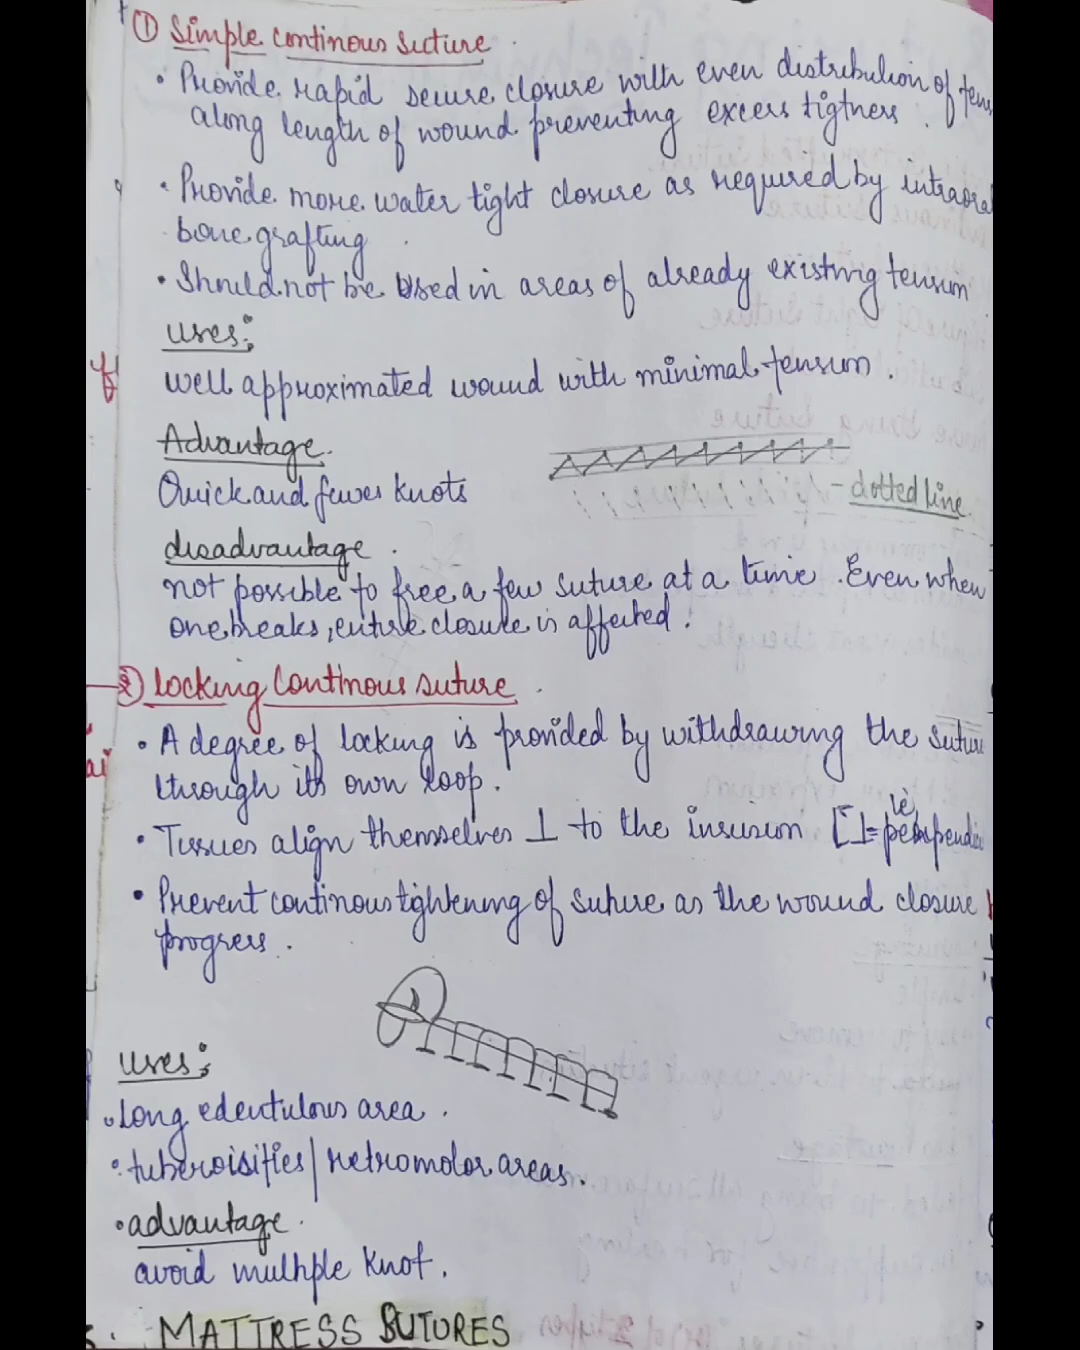 ① Simple continous suture
• Provide rapid secure closure with even distribution of tens
along length of wound preventing excess tigtness.
• Provide more water tight closure as required by intraoral
bone grafting.
• Should not be used in areas of already existing tension
uses:
well approximated wound with minimal tension.
Advantage
Quick and fewer knots
- dotted line
disadvantage.
not possible to free a few suture at a time. Even when
one breaks, entire closure is affected.
② Locking Continous suture.
• A degree of locking is provided by withdrawing the suture
through its own loop.
• Tissues align themselves ⊥ to the incision [⊥ = perpendic
le
• Prevent continous tightening of suture as the wound closure
progress.
uses:
• long edentulous area.
• tuberoisities/retromolar areas.
• advantage.
avoid multiple knot.
MATTRESS SUTURES